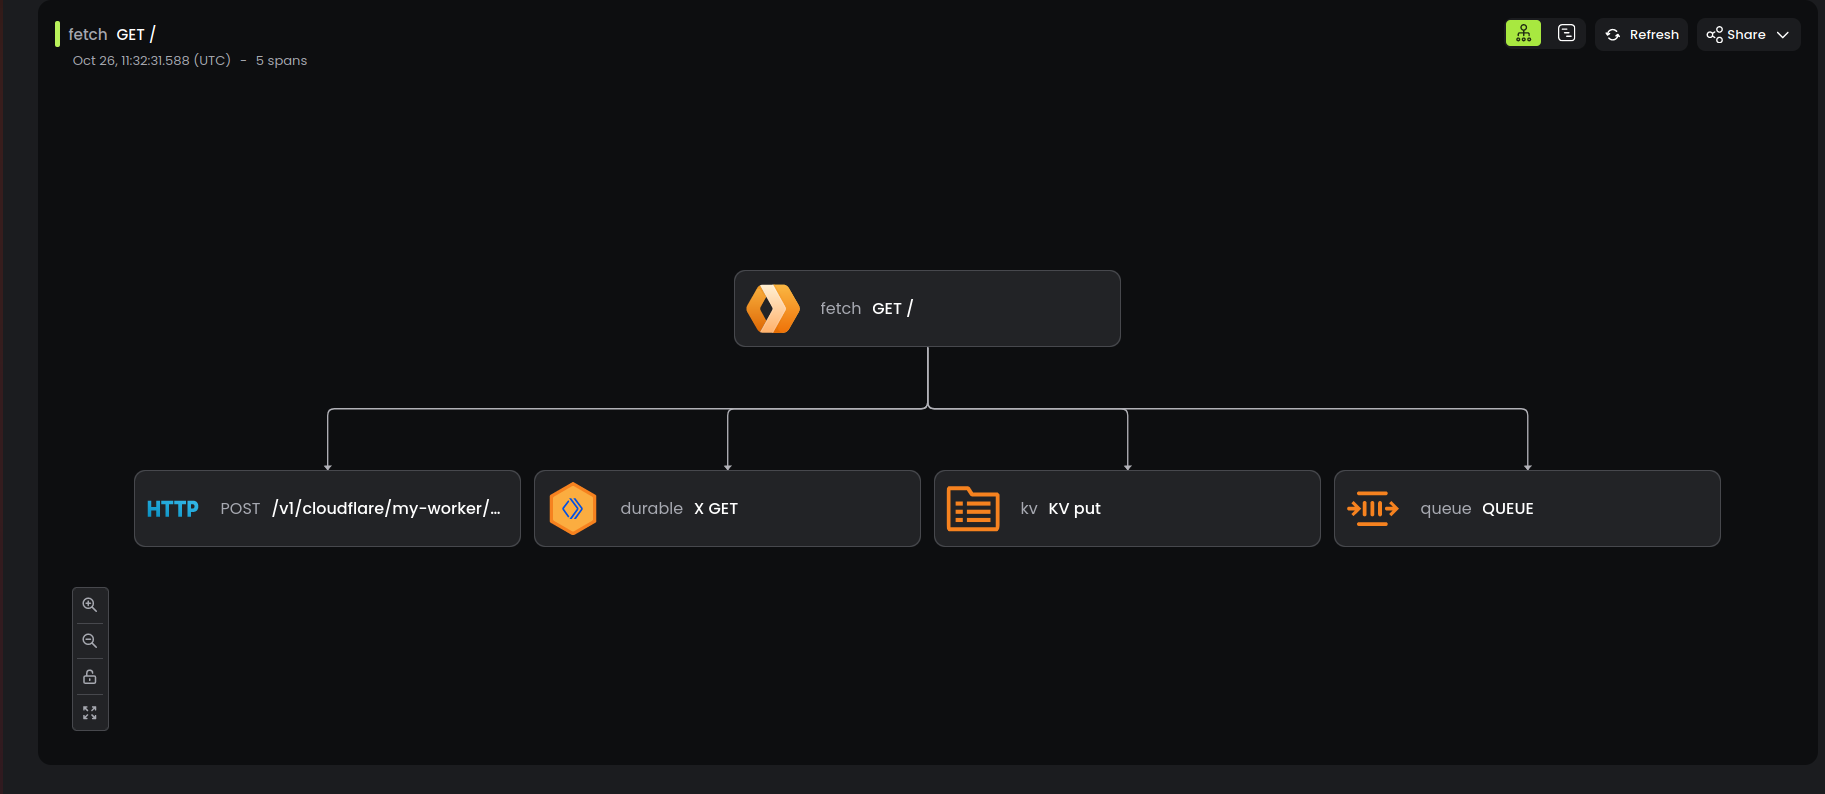 fetch GET /
Oct 26, 11:32:31.588 (UTC) - 5 spans
Refresh
Share
fetch GET /
HTTP POST /v1/cloudflare/my-worker/...
durable X GET
kv KV put
queue QUEUE